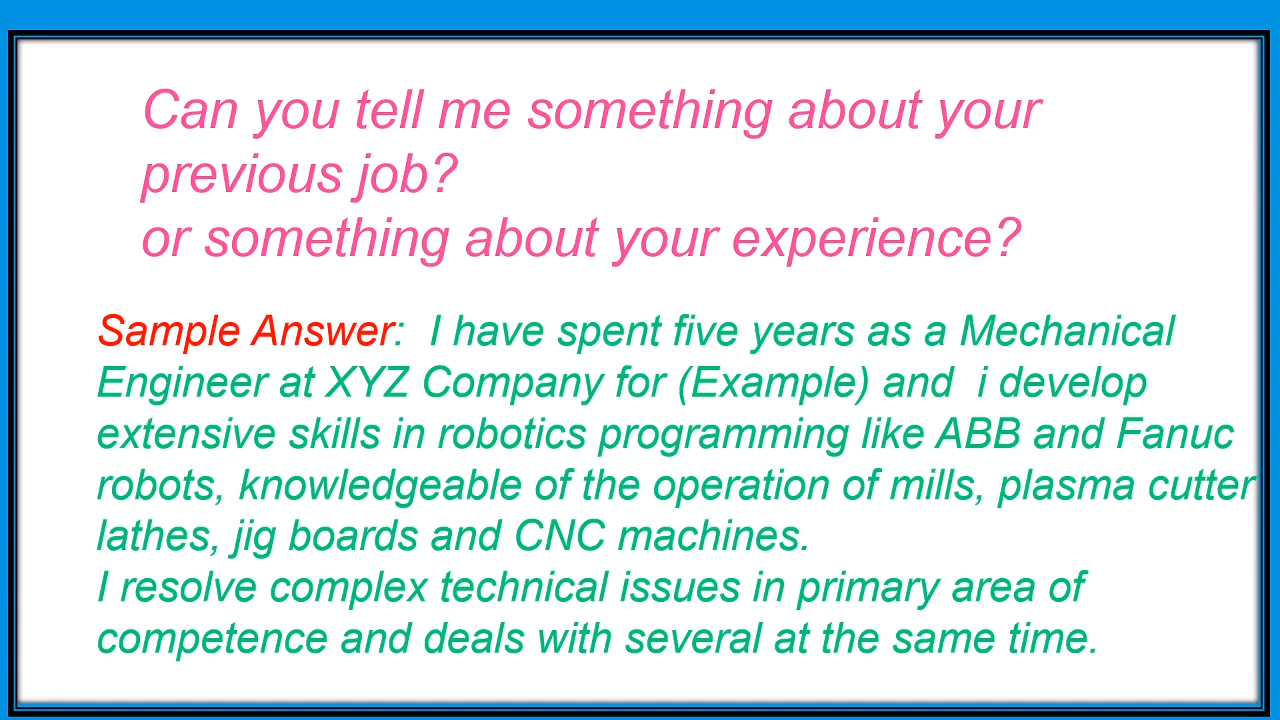 Can you tell me something about your
previous job?
or something about your experience?
Sample Answer:  I have spent five years as a Mechanical
Engineer at XYZ Company for (Example) and  i develop
extensive skills in robotics programming like ABB and Fanuc
robots, knowledgeable of the operation of mills, plasma cutter
lathes, jig boards and CNC machines.
I resolve complex technical issues in primary area of
competence and deals with several at the same time.